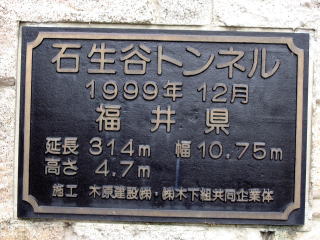 石生谷トンネル
1999年 12月
福井県
延長 314m 幅 10.75m
高さ 4.7m
施工 木原建設㈱・㈱木下組共同企業体